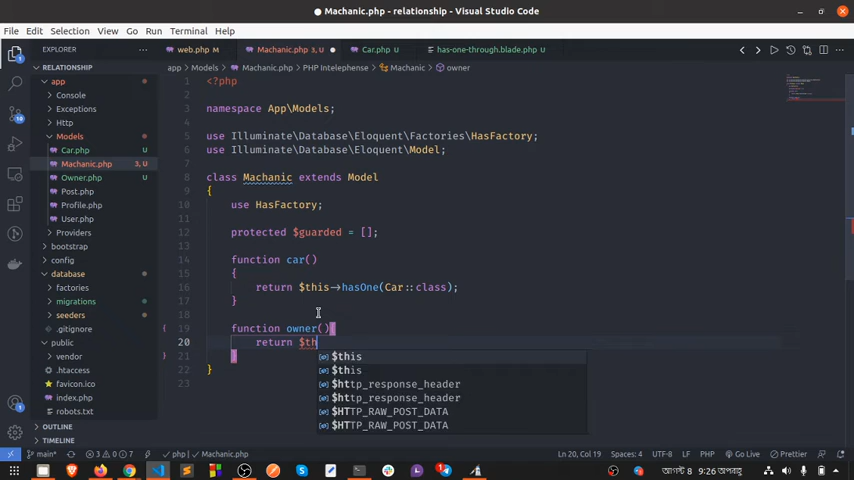 Machanic.php - relationship - Visual Studio Code
File Edit Selection View Go Run Terminal Help
EXPLORER
web.php M
Machanic.php 3, U
Car.php U
has-one-through.blade.php U
RELATIONSHIP
app > Models > Machanic.php > PHP Intelephense > Machanic > owner
app
Console
Exceptions
Http
Models
Car.php U
Machanic.php 3, U
Owner.php U
Post.php
Profile.php
User.php
Providers
bootstrap
config
database
factories
migrations
seeders
.gitignore
public
vendor
.htaccess
favicon.ico
index.php
robots.txt
OUTLINE
TIMELINE
1 <?php
2
3 namespace App\Models;
4
5 use Illuminate\Database\Eloquent\Factories\HasFactory;
6 use Illuminate\Database\Eloquent\Model;
7
8 class Machanic extends Model
9 {
10 use HasFactory;
11
12 protected $guarded = [];
13
14 function car()
15 {
16 return $this->hasOne(Car::class);
17 }
18
19 function owner(){
20 return $th
21 }
22 }
23
$this
$this
$http_response_header
$http_response_header
$HTTP_RAW_POST_DATA
$HTTP_RAW_POST_DATA
main* 3 0 7 php Machanic.php Ln 20, Col 19 Spaces: 4 UTF-8 LF PHP Go Live Prettier
আগষ্ট 8 9:26 অপরাহ্ণ